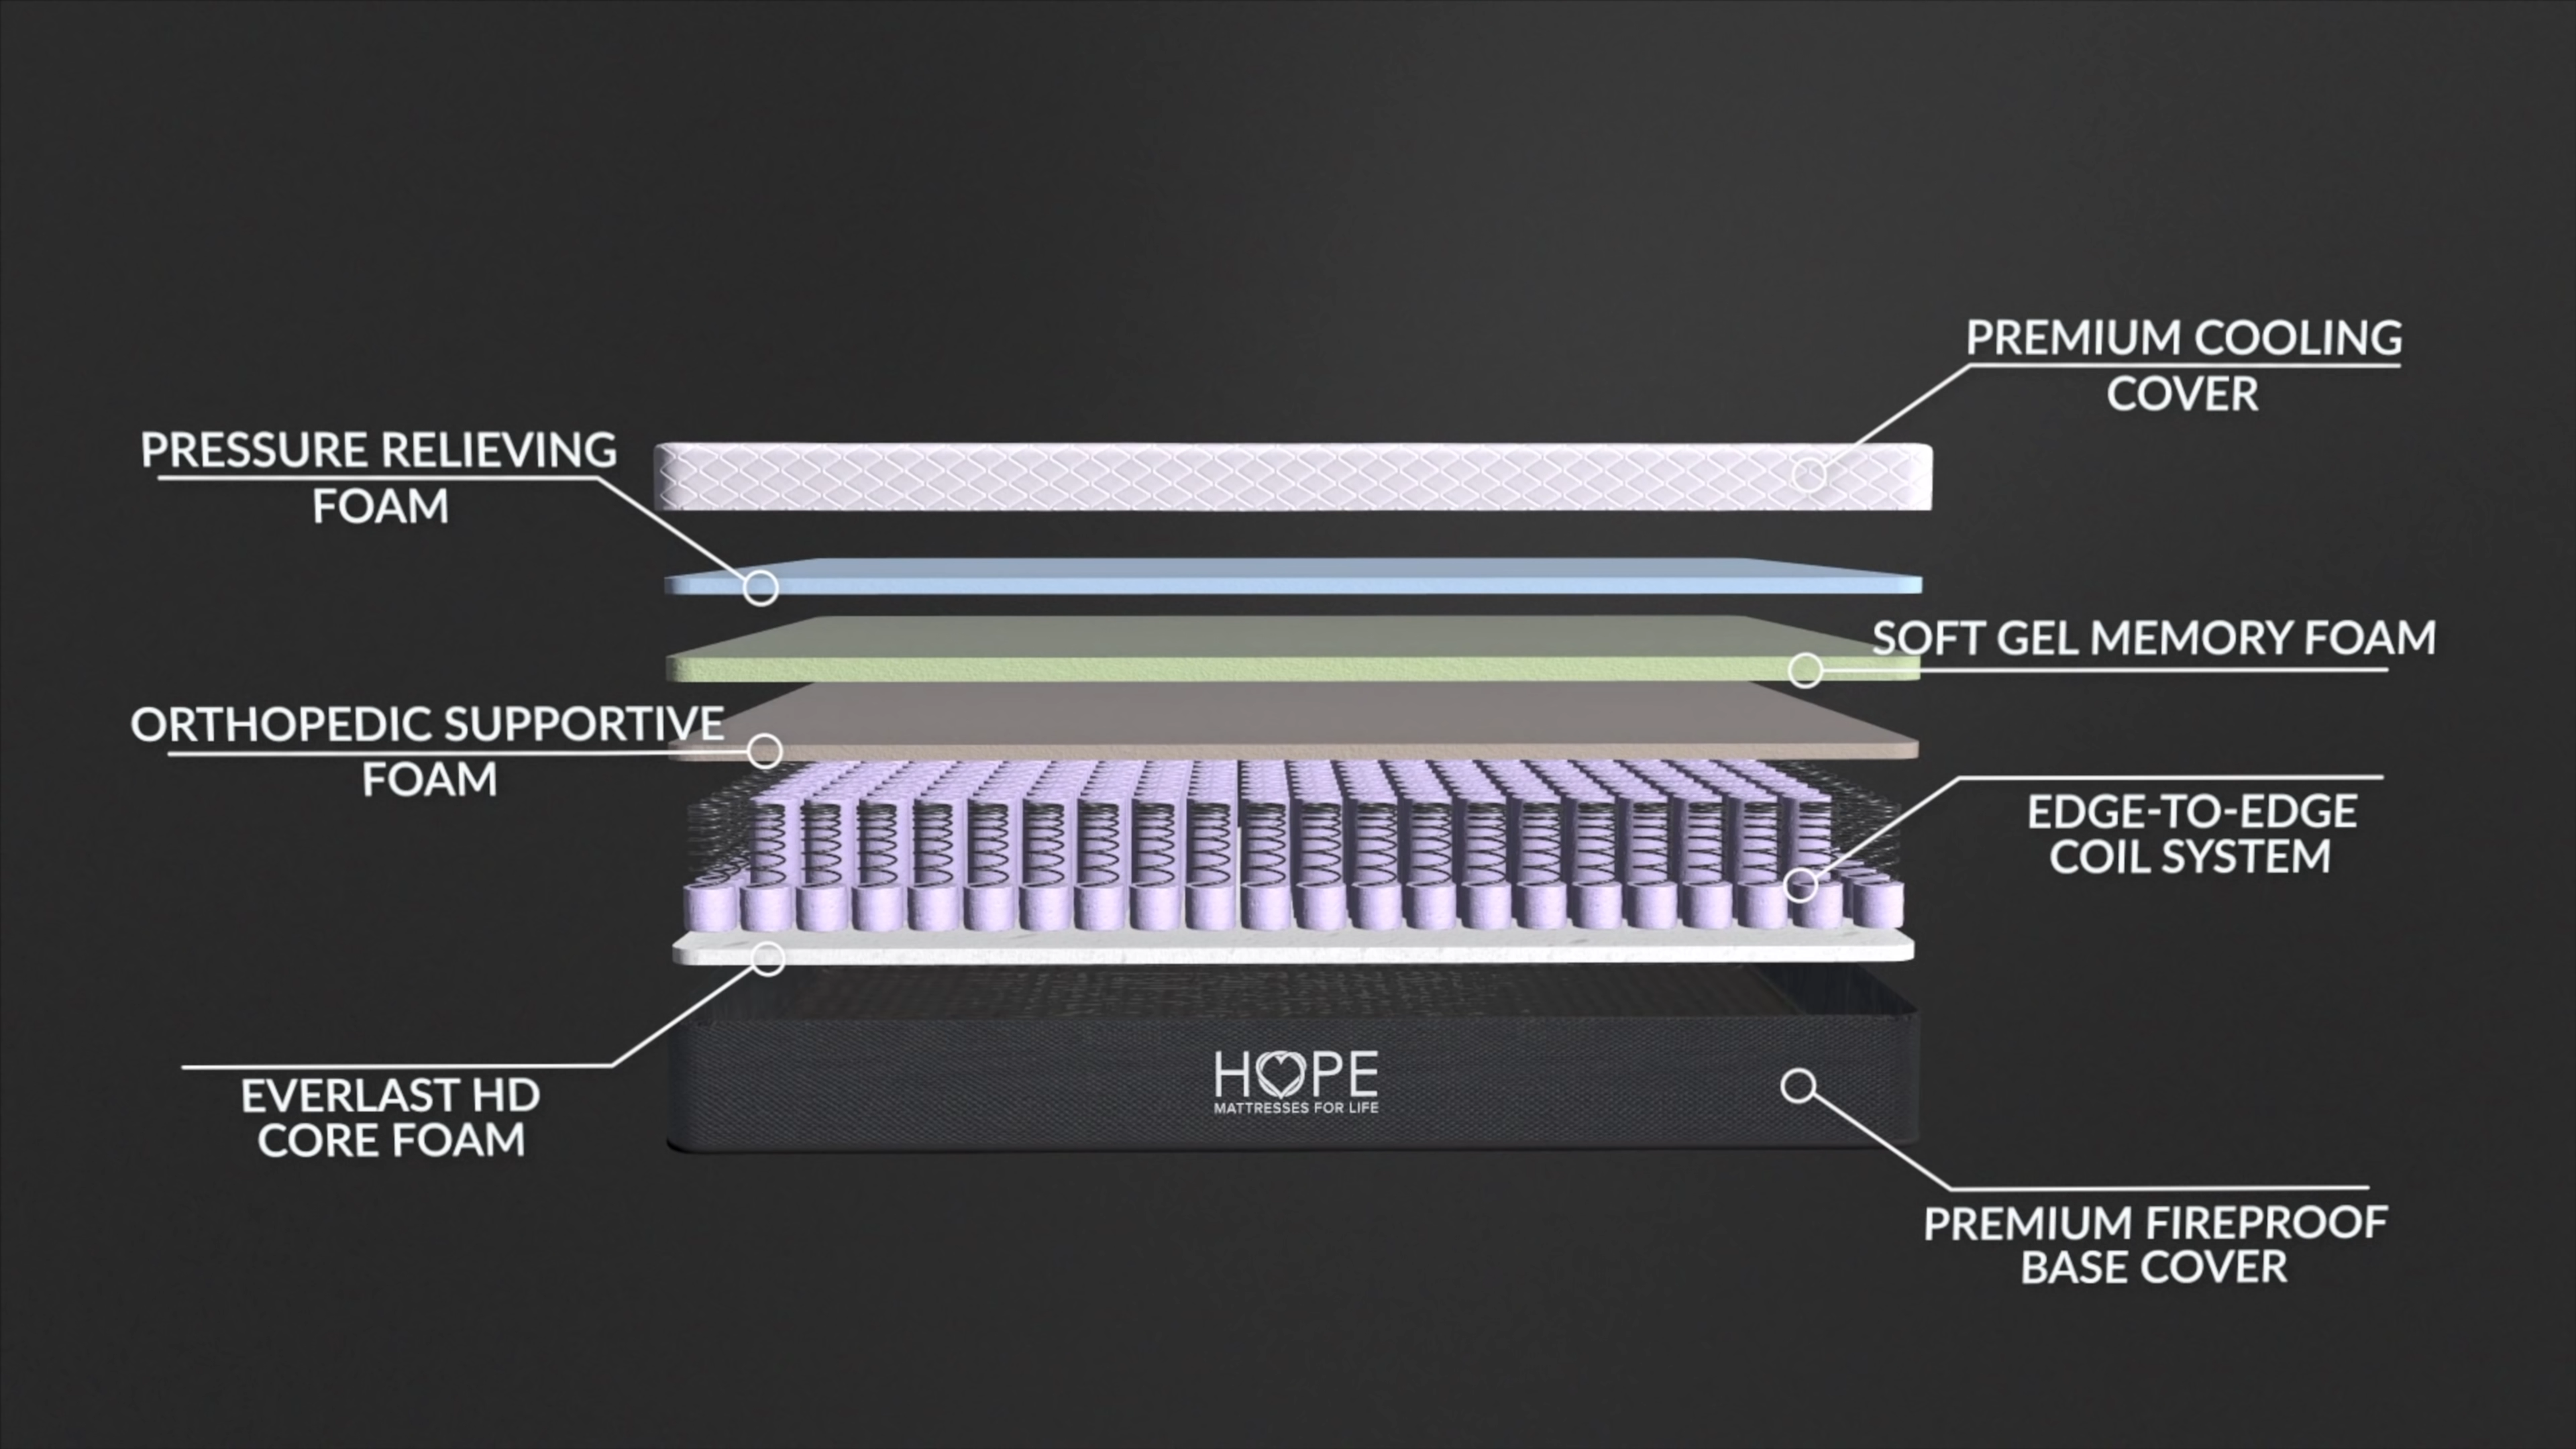 PREMIUM COOLING
COVER
PRESSURE RELIEVING
FOAM
SOFT GEL MEMORY FOAM
ORTHOPEDIC SUPPORTIVE
FOAM
EDGE-TO-EDGE
COIL SYSTEM
EVERLAST HD
CORE FOAM
HOPE
MATTRESSES FOR LIFE
PREMIUM FIREPROOF
BASE COVER